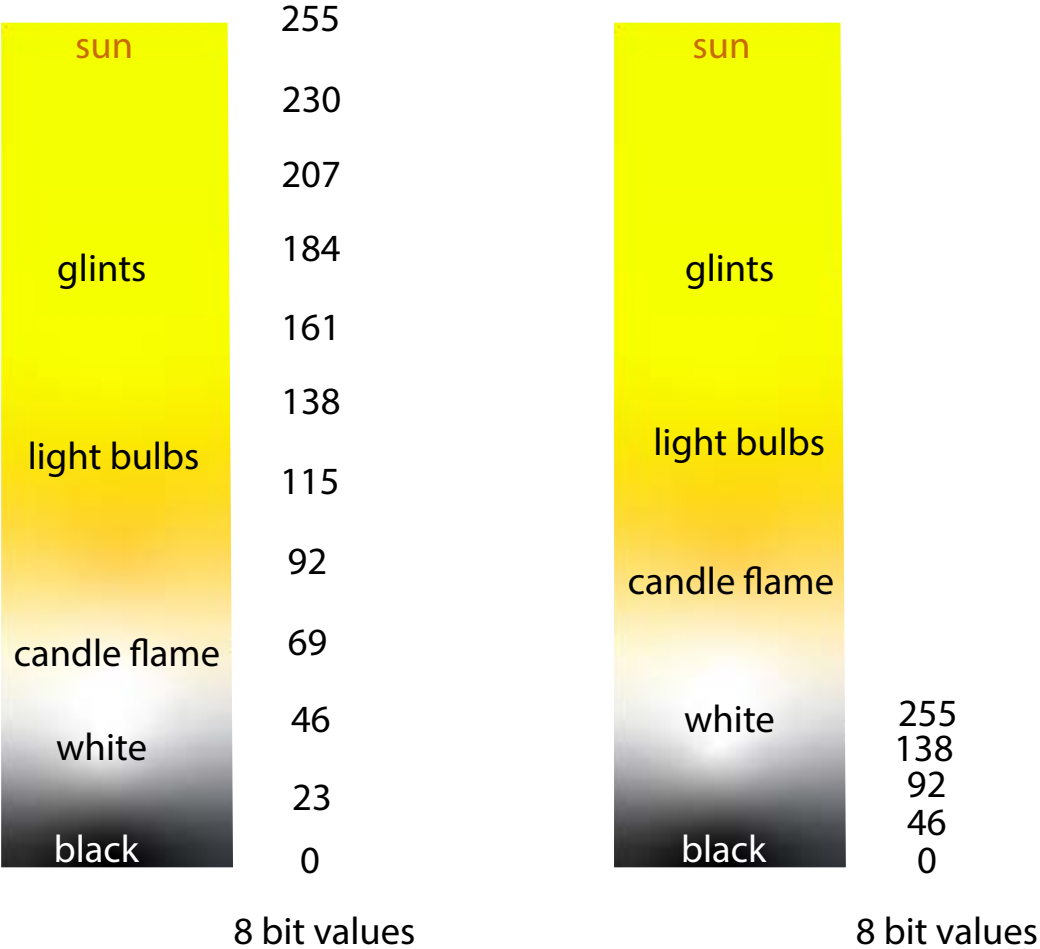 sun
255
230
207
glints
184
161
138
light bulbs
115
92
candle flame
69
46
white
23
black
0
8 bit values
sun
glints
light bulbs
candle flame
white
255
138
92
46
black
0
8 bit values